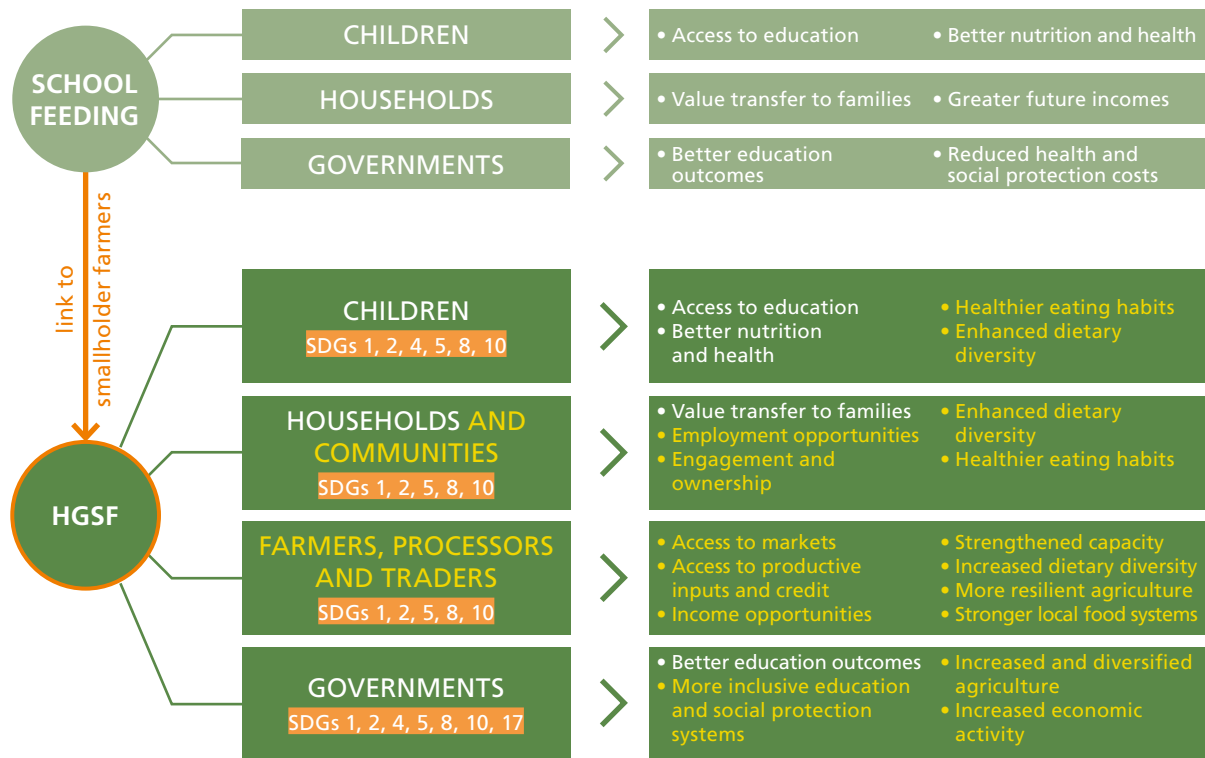 SCHOOL
FEEDING
CHILDREN
• Access to education
• Better nutrition and health
HOUSEHOLDS
• Value transfer to families
• Greater future incomes
GOVERNMENTS
• Better education
outcomes
• Reduced health and
social protection costs
link to
smallholder farmers
HGSF
CHILDREN
SDGs 1, 2, 4, 5, 8, 10
• Access to education
• Better nutrition
and health
• Healthier eating habits
• Enhanced dietary
diversity
HOUSEHOLDS AND
COMMUNITIES
SDGs 1, 2, 5, 8, 10
• Value transfer to families
• Employment opportunities
• Engagement and
ownership
• Enhanced dietary
diversity
• Healthier eating habits
FARMERS, PROCESSORS
AND TRADERS
SDGs 1, 2, 5, 8, 10
• Access to markets
• Access to productive
inputs and credit
• Income opportunities
• Strengthened capacity
• Increased dietary diversity
• More resilient agriculture
• Stronger local food systems
GOVERNMENTS
SDGs 1, 2, 4, 5, 8, 10, 17
• Better education outcomes
• More inclusive education
and social protection
systems
• Increased and diversified
agriculture
• Increased economic
activity